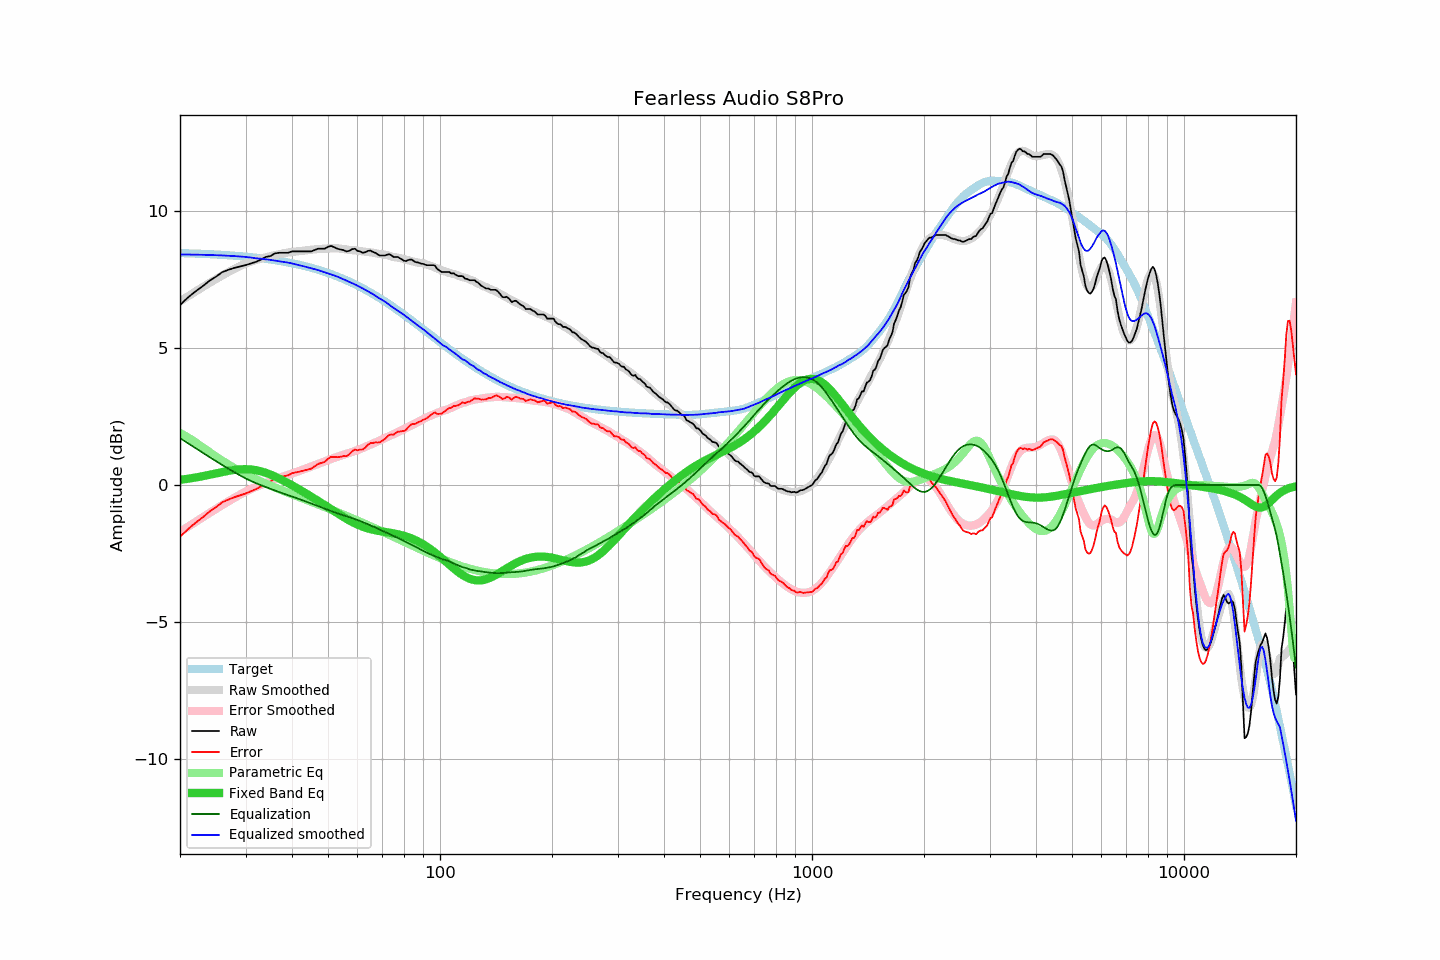 Fearless Audio S8Pro
Amplitude (dBr)
10
5
0
−5
−10
Target
Raw Smoothed
Error Smoothed
Raw
Error
Parametric Eq
Fixed Band Eq
Equalization
Equalized smoothed
100
1000
10000
Frequency (Hz)